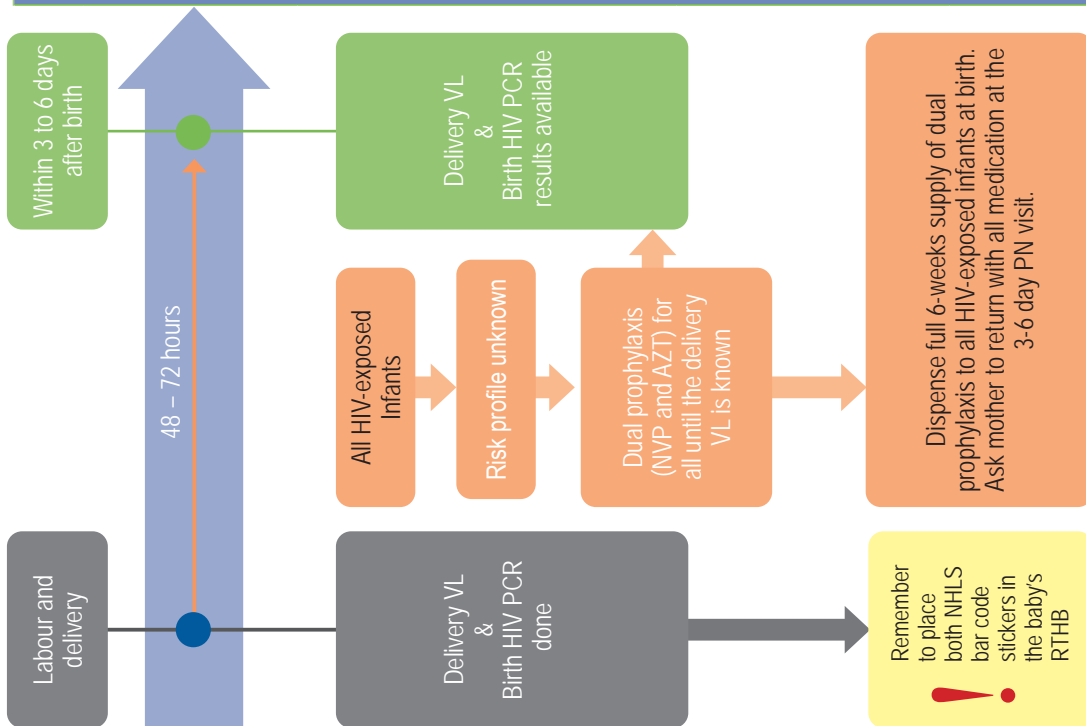 Labour and
delivery
48 – 72 hours
Within 3 to 6 days
after birth
Delivery VL
&
Birth HIV PCR
done
All HIV-exposed
Infants
Risk profile unknown
Dual prophylaxis
(NVP and AZT) for
all until the delivery
VL is known
Delivery VL
&
Birth HIV PCR
results available
Remember
to place
both NHLS
bar code
stickers in
the baby's
RTHB
Dispense full 6-weeks supply of dual
prophylaxis to all HIV-exposed infants at birth.
Ask mother to return with all medication at the
3-6 day PN visit.